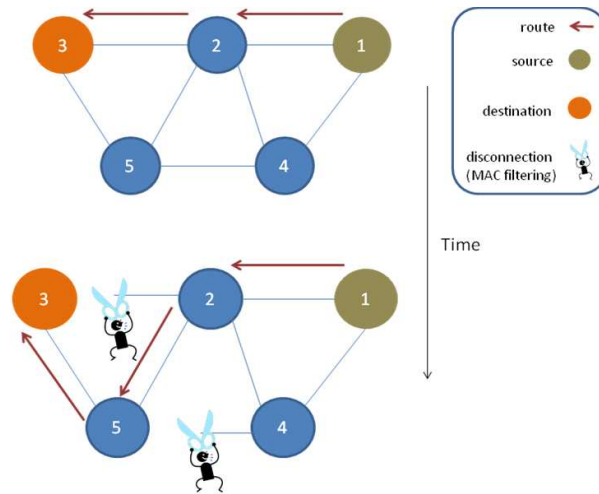 3
2
1
5
4
route
source
destination
disconnection
(MAC filtering)
Time
3
2
1
5
4